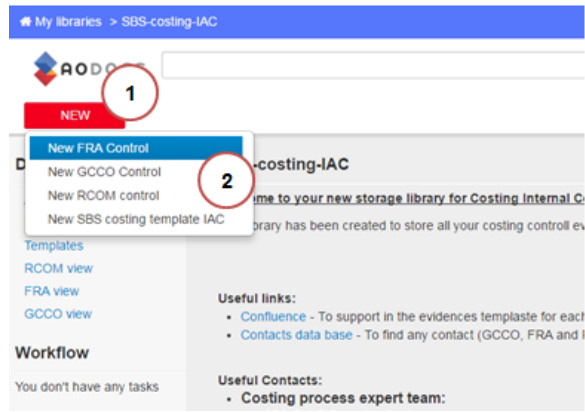 My libraries > SBS-costing-IAC
AODOCS
1
NEW
New FRA Control
New GCCO Control
New RCOM control
New SBS costing template IAC
2
-costing-IAC
me to your new storage library for Costing Internal
brary has been created to store all your costing controll
Templates
RCOM view
FRA view
GCCO view
Useful links:
Confluence - To support in the evidences templaste for each
Contacts data base - To find any contact (GCCO, FRA and
Workflow
You don't have any tasks
Useful Contacts:
Costing process expert team: